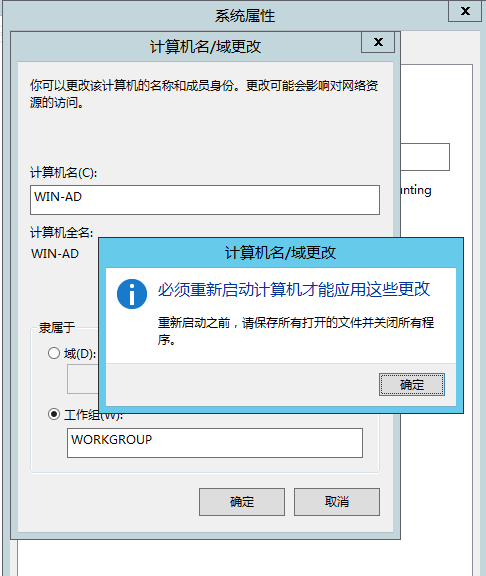 系统属性
计算机名/域更改
你可以更改该计算机的名称和成员身份。更改可能会影响对网络资
源的访问。
计算机名(C):
WIN-AD
unting
计算机全名:
WIN-AD
计算机名/域更改
必须重新启动计算机才能应用这些更改
重新启动之前，请保存所有打开的文件并关闭所有程
序。
确定
隶属于
域(D):
工作组(W):
WORKGROUP
确定
取消